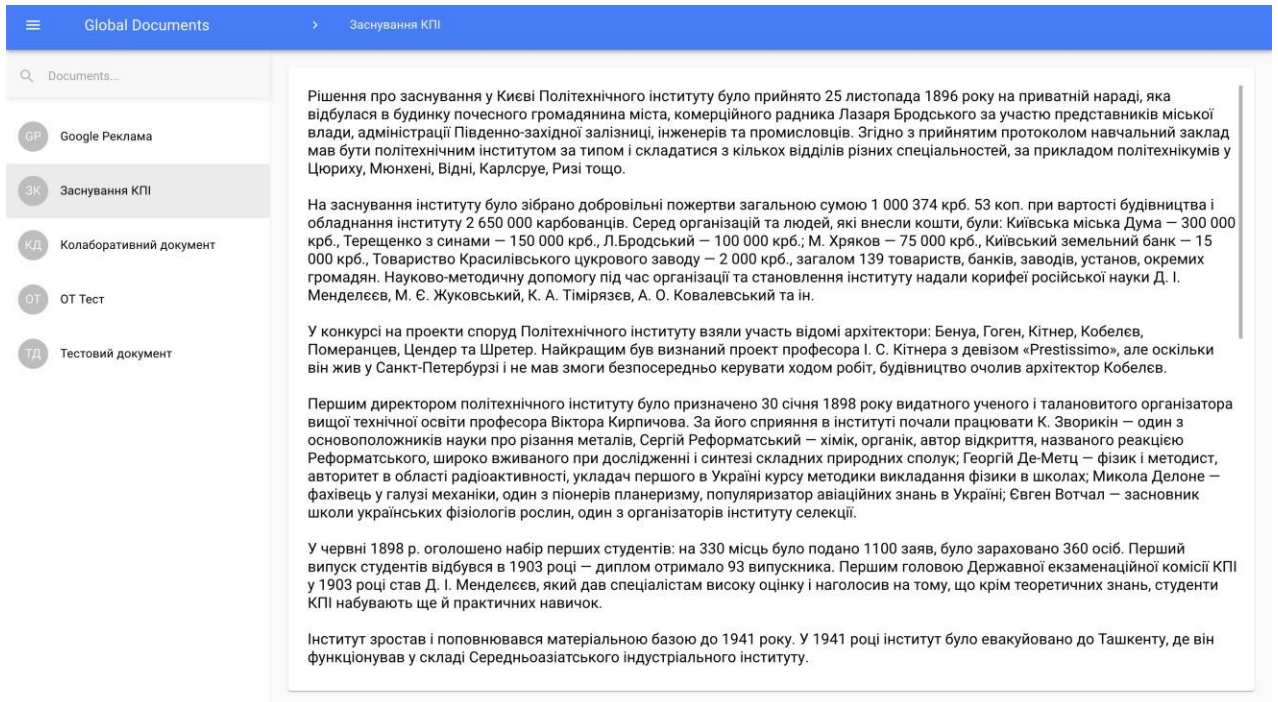 Global Documents
Заснування КПІ
Documents...
GP
Google Реклама
ЗК
Заснування КПІ
КД
Колаборативний документ
ОТ
ОТ Тест
ТД
Тестовий документ
Рішення про заснування у Києві Політехнічного інституту було прийнято 25 листопада 1896 року на приватній нараді, яка
відбулася в будинку почесного громадянина міста, комерційного радника Лазаря Бродського за участю представників міської
влади, адміністрації Південно-західної залізниці, інженерів та промисловців. Згідно з прийнятим протоколом навчальний заклад
мав бути політехнічним інститутом за типом і складатися з кількох відділів різних спеціальностей, за прикладом політехнікумів у
Цюриху, Мюнхені, Відні, Карлсруе, Ризі тощо.
На заснування інституту було зібрано добровільні пожертви загальною сумою 1 000 374 крб. 53 коп. при вартості будівництва і
обладнання інституту 2 650 000 карбованців. Серед організацій та людей, які внесли кошти, були: Київська міська Дума — 300 000
крб., Терещенко з синами — 150 000 крб., Л.Бродський — 100 000 крб.; М. Хряков — 75 000 крб., Київський земельний банк — 15
000 крб., Товариство Красилівського цукрового заводу — 2 000 крб., загалом 139 товариств, банків, заводів, установ, окремих
громадян. Науково-методичну допомогу під час організації та становлення інституту надали корифеї російської науки Д. І.
Менделєєв, М. Є. Жуковський, К. А. Тімірязєв, А. О. Ковалевський та ін.
У конкурсі на проекти споруд Політехнічного інституту взяли участь відомі архітектори: Бенуа, Гоген, Кітнер, Кобелєв,
Померанцев, Цендер та Шретер. Найкращим був визнаний проект професора І. С. Кітнера з девізом «Prestissimo», але оскільки
він жив у Санкт-Петербурзі і не мав змоги безпосередньо керувати ходом робіт, будівництво очолив архітектор Кобелєв.
Першим директором політехнічного інституту було призначено 30 січня 1898 року видатного ученого і талановитого організатора
вищої технічної освіти професора Віктора Кирпичова. За його сприяння в інституті почали працювати К. Зворикін — один з
основоположників науки про різання металів, Сергій Реформатський — хімік, органік, автор відкриття, названого реакцією
Реформатського, широко вживаного при дослідженні і синтезі складних природних сполук; Георгій Де-Метц — фізик і методист,
авторитет в області радіоактивності, укладач першого в Україні курсу методики викладання фізики в школах; Микола Делоне —
фахівець у галузі механіки, один з піонерів планеризму, популяризатор авіаційних знань в Україні; Євген Вотчал — засновник
школи українських фізіологів рослин, один з організаторів інституту селекції.
У червні 1898 р. оголошено набір перших студентів: на 330 місць було подано 1100 заяв, було зараховано 360 осіб. Перший
випуск студентів відбувся в 1903 році — диплом отримало 93 випускника. Першим головою Державної екзаменаційної комісії КПІ
у 1903 році став Д. І. Менделєєв, який дав спеціалістам високу оцінку і наголосив на тому, що крім теоретичних знань, студенти
КПІ набувають ще й практичних навичок.
Інститут зростав і поповнювався матеріальною базою до 1941 року. У 1941 році інститут було евакуйовано до Ташкенту, де він
функціонував у складі Середньоазіатського індустріального інституту.